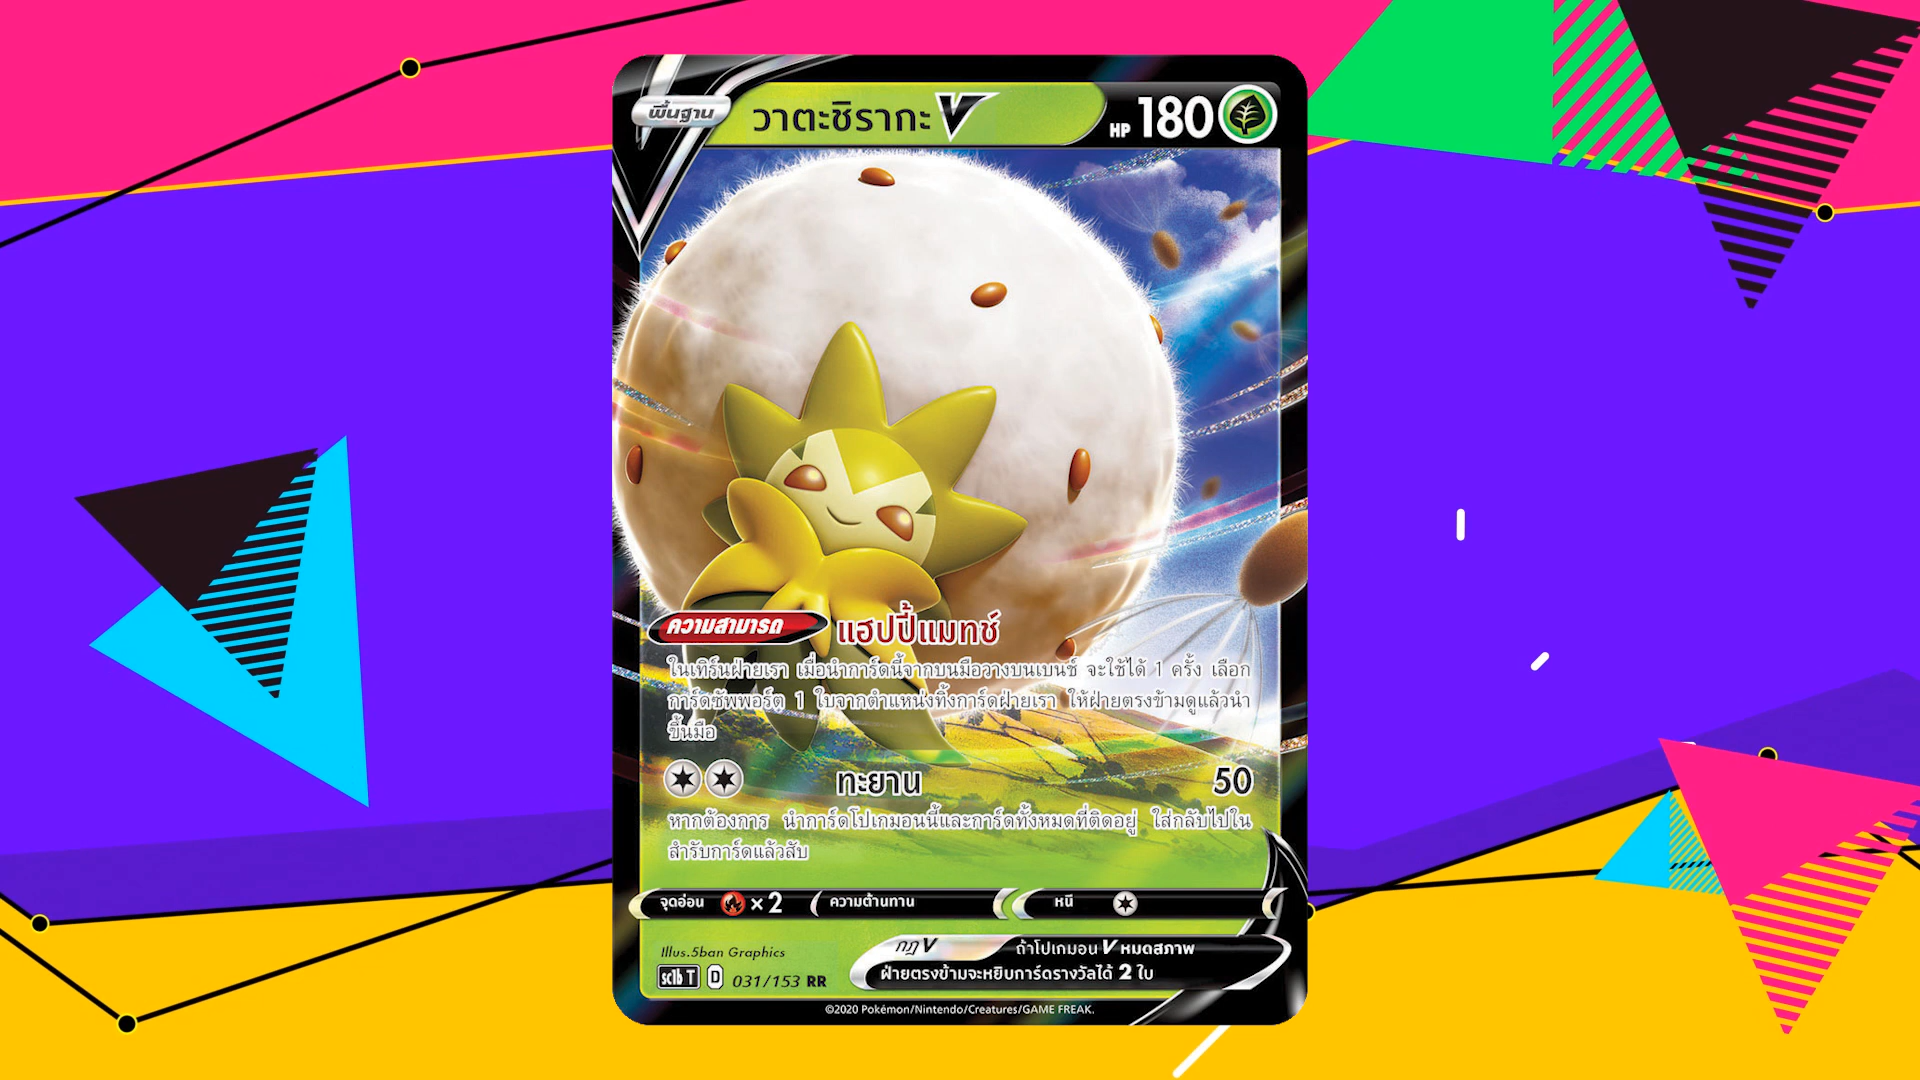 พื้นฐาน
วาตะชิรากะ V
HP 180
ความสามารถ แฮปปี้แมทช์
ในเทิร์นฝ่ายเรา เมื่อนำการ์ดนี้จากบนมือวางบนเบนช์ จะใช้ได้ 1 ครั้ง เลือก
การ์ดซัพพอร์ต 1 ใบจากตำแหน่งทิ้งการ์ดฝ่ายเรา ให้ฝ่ายตรงข้ามดูแล้วนำ
ขึ้นมือ
ทะยาน 50
หากต้องการ นำการ์ดโปเกมอนนี้และการ์ดทั้งหมดที่ติดอยู่ ใส่กลับไปใน
สำรับการ์ดแล้วสับ
จุดอ่อน ×2 ความต้านทาน หนี
Illus.5ban Graphics
กฎ V ถ้าโปเกมอน V หมดสภาพ
ฝ่ายตรงข้ามจะหยิบการ์ดรางวัลได้ 2 ใบ
sc1b T D 031/153 RR
©2020 Pokémon/Nintendo/Creatures/GAME FREAK.